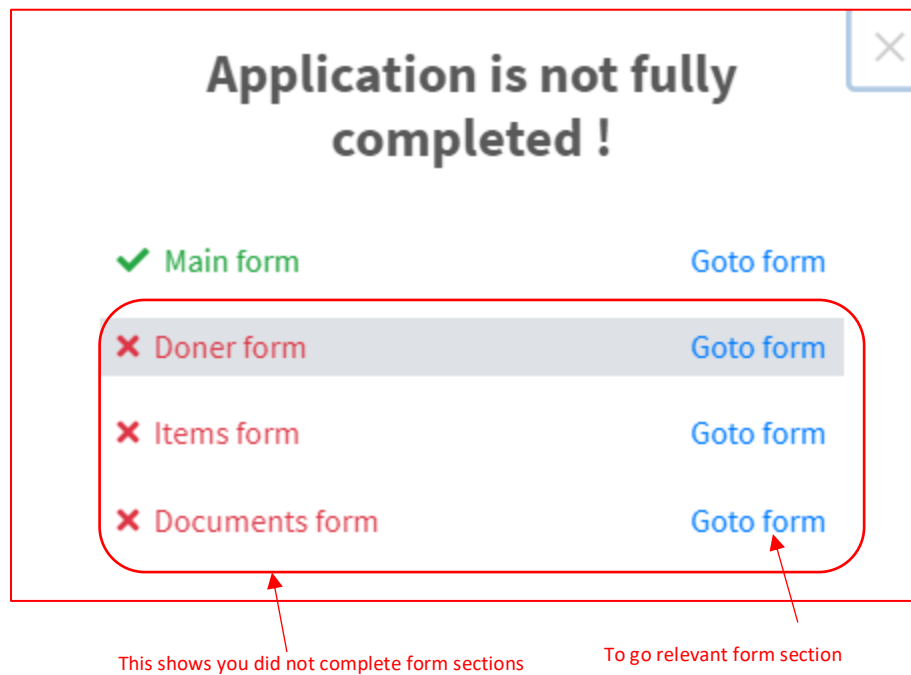 Application is not fully
completed !
Main form Goto form
Doner form Goto form
Items form Goto form
Documents form Goto form
This shows you did not complete form sections
To go relevant form section